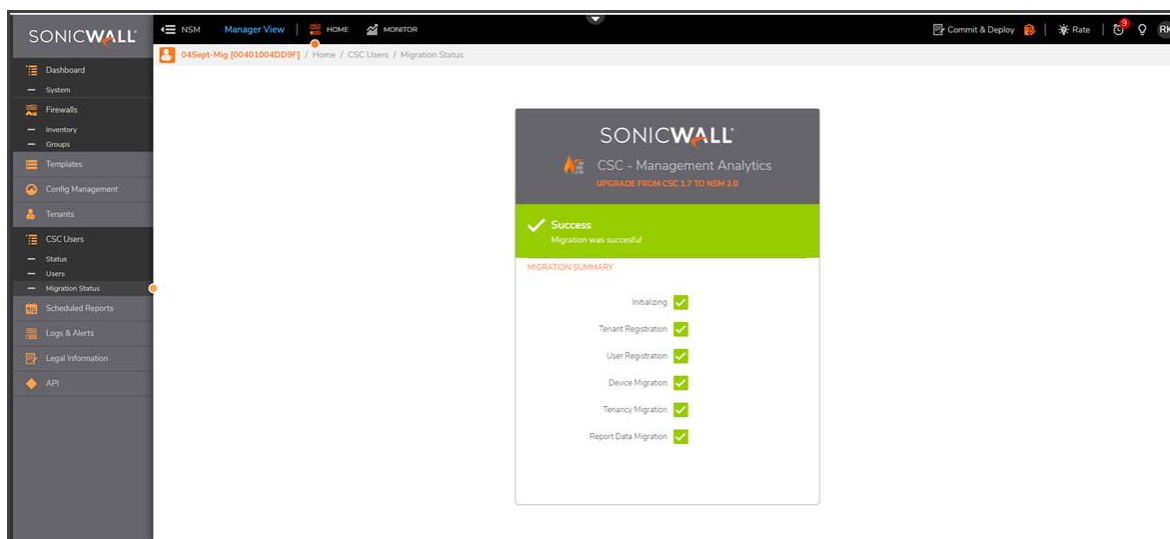 SONICWALL
NSM Manager View HOME MONITOR Commit & Deploy Rate 9 RK
04Sept-Mig [00401004DD9F] / Home / CSC Users / Migration Status
Dashboard
System
Firewalls
Inventory
Groups
Templates
Config Management
Tenants
CSC Users
Status
Users
Migration Status
Scheduled Reports
Logs & Alerts
Legal Information
API
SONICWALL
CSC - Management Analytics
UPGRADE FROM CSC 1.7 TO NSM 2.0
Success
Migration was succesful
MIGRATION SUMMARY
Initializing
Tenant Registration
User Registration
Device Migration
Tenancy Migration
Report Data Migration